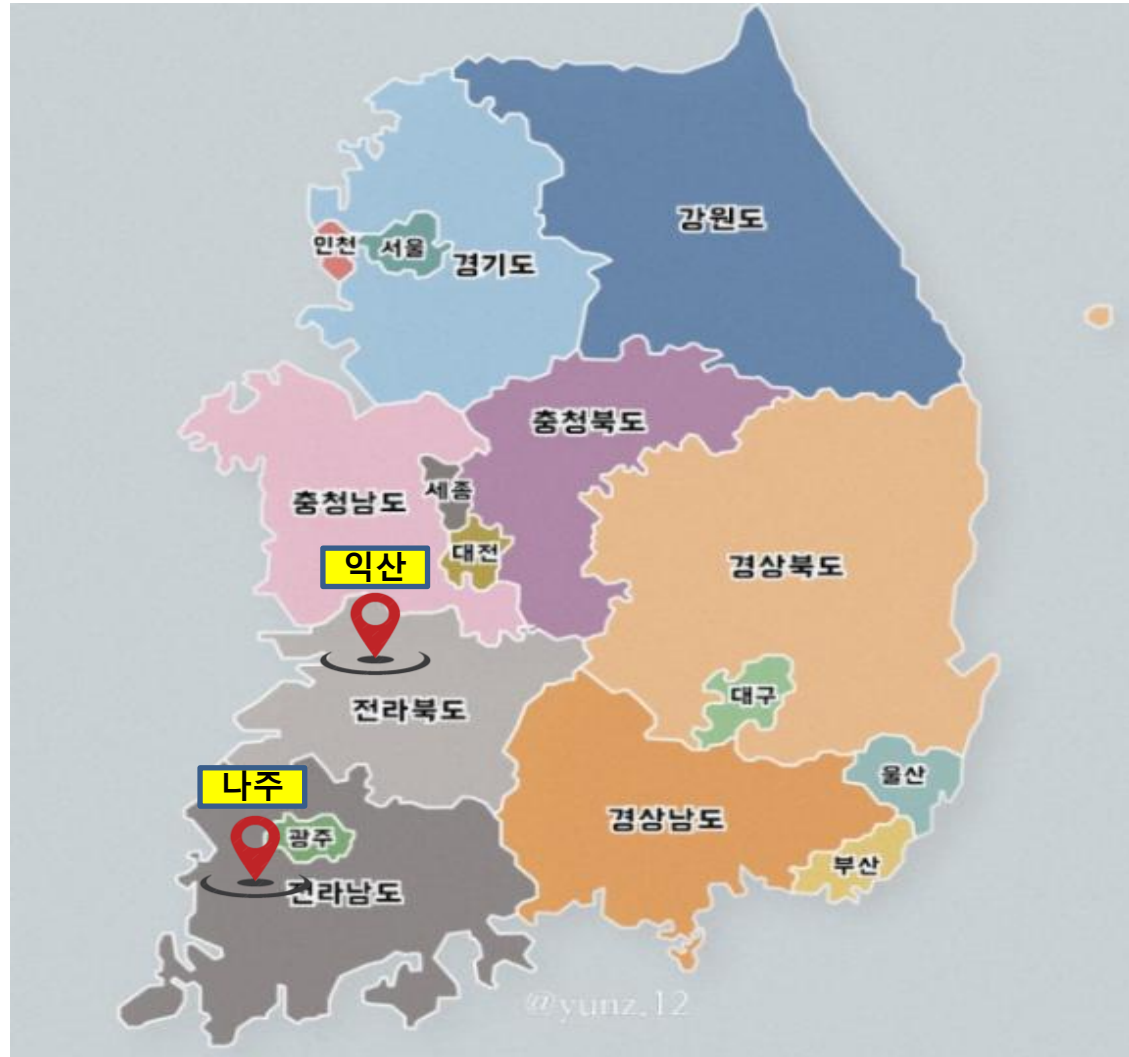 강원도
인천
서울
경기도
충청북도
세종
충청남도
대전
익산
경상북도
대구
전라북도
울산
나주
경상남도
광주
부산
전라남도
@yunz.12